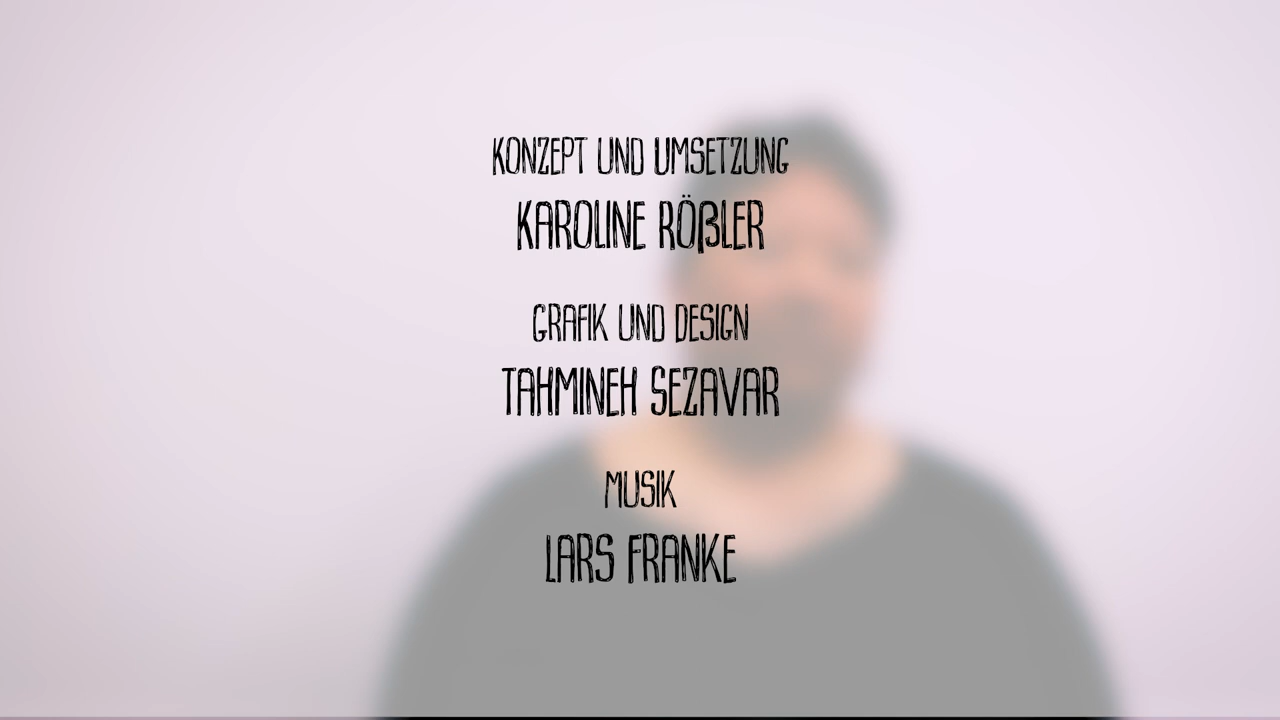 KONZEPT UND UMSETZUNG
KAROLINE RÖßLER
GRAFIK UND DESIGN
TAHMINEH SEZAVAR
MUSIK
LARS FRANKE